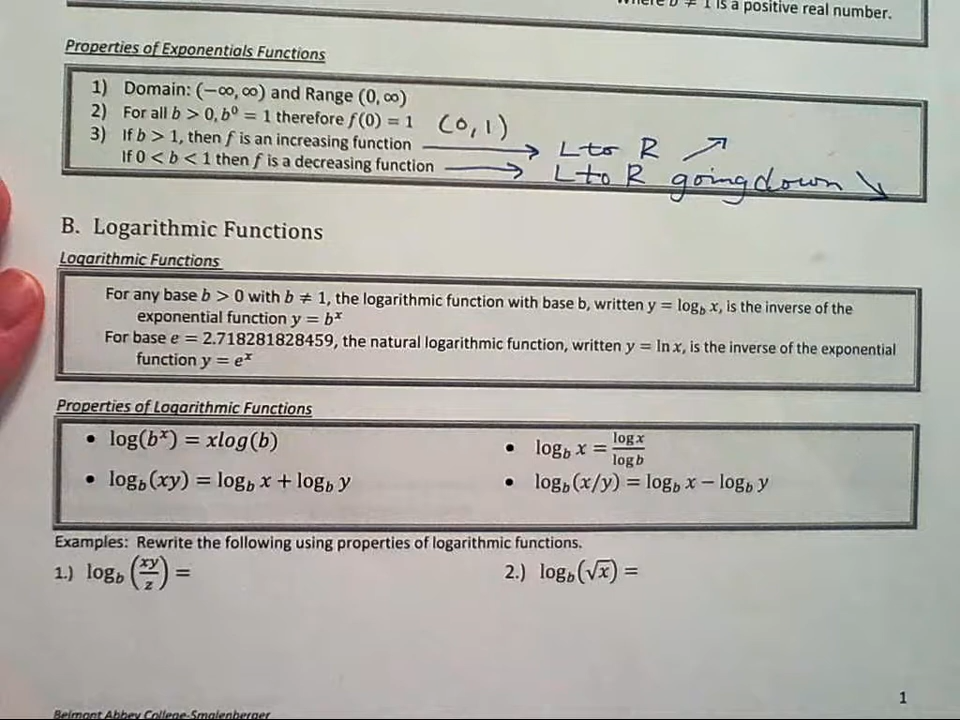 Where b ≠ 1 is a positive real number.
Properties of Exponentials Functions
1) Domain: (−∞, ∞) and Range (0, ∞)
2) For all b > 0, b⁰ = 1 therefore f(0) = 1 (0,1)
3) If b > 1, then f is an increasing function → L to R ↗
If 0 < b < 1 then f is a decreasing function → L to R going down ↘
B. Logarithmic Functions
Logarithmic Functions
For any base b > 0 with b ≠ 1, the logarithmic function with base b, written y = log_b x, is the inverse of the
exponential function y = bˣ
For base e = 2.718281828459, the natural logarithmic function, written y = ln x, is the inverse of the exponential
function y = eˣ
Properties of Logarithmic Functions
• log(bˣ) = xlog(b)
• log_b x = log x / log b
• log_b(xy) = log_b x + log_b y
• log_b(x/y) = log_b x − log_b y
Examples: Rewrite the following using properties of logarithmic functions.
1.) log_b (xy/z) =
2.) log_b(√x) =
1
Belmont Abbey College-Smalenberger